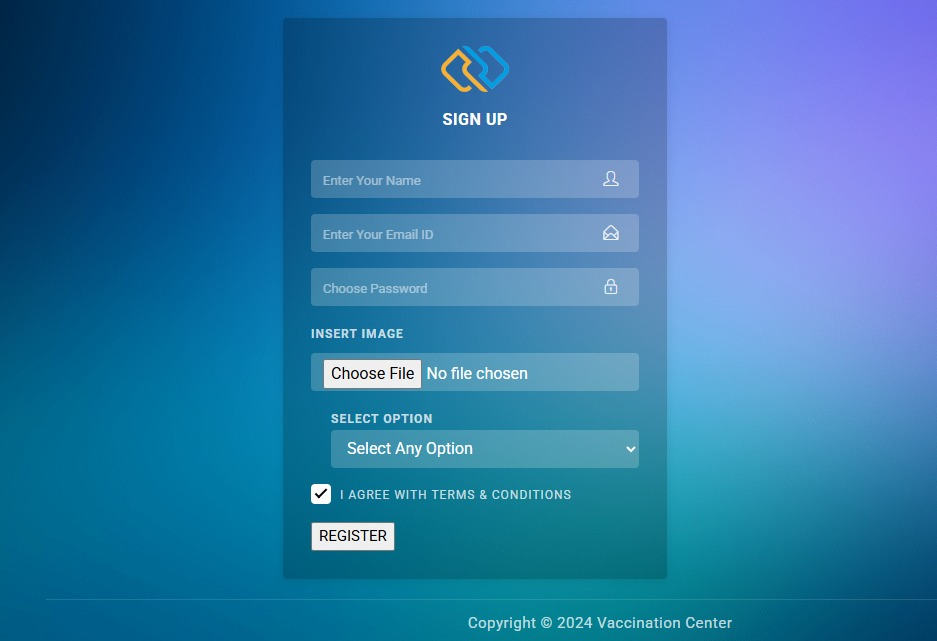 SIGN UP
Enter Your Name
Enter Your Email ID
Choose Password
INSERT IMAGE
Choose File No file chosen
SELECT OPTION
Select Any Option
I AGREE WITH TERMS & CONDITIONS
REGISTER
Copyright © 2024 Vaccination Center